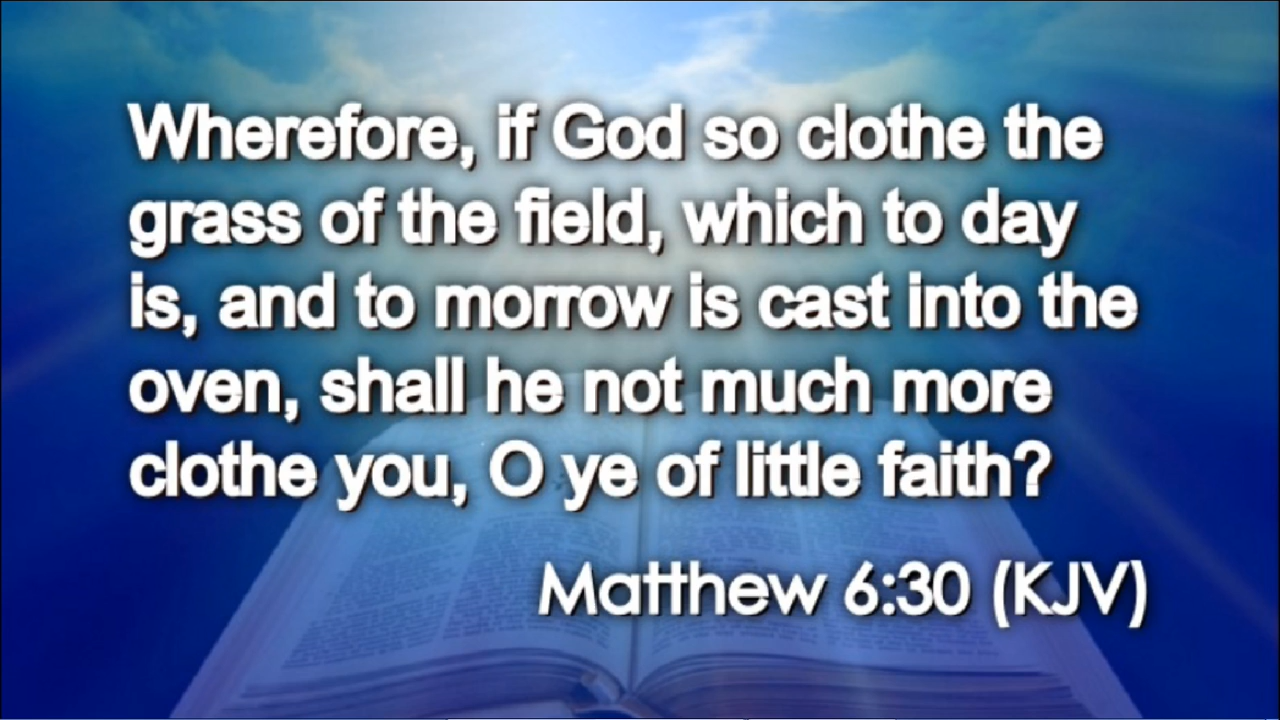 Wherefore, if God so clothe the
grass of the field, which to day
is, and to morrow is cast into the
oven, shall he not much more
clothe you, O ye of little faith?
Matthew 6:30 (KJV)